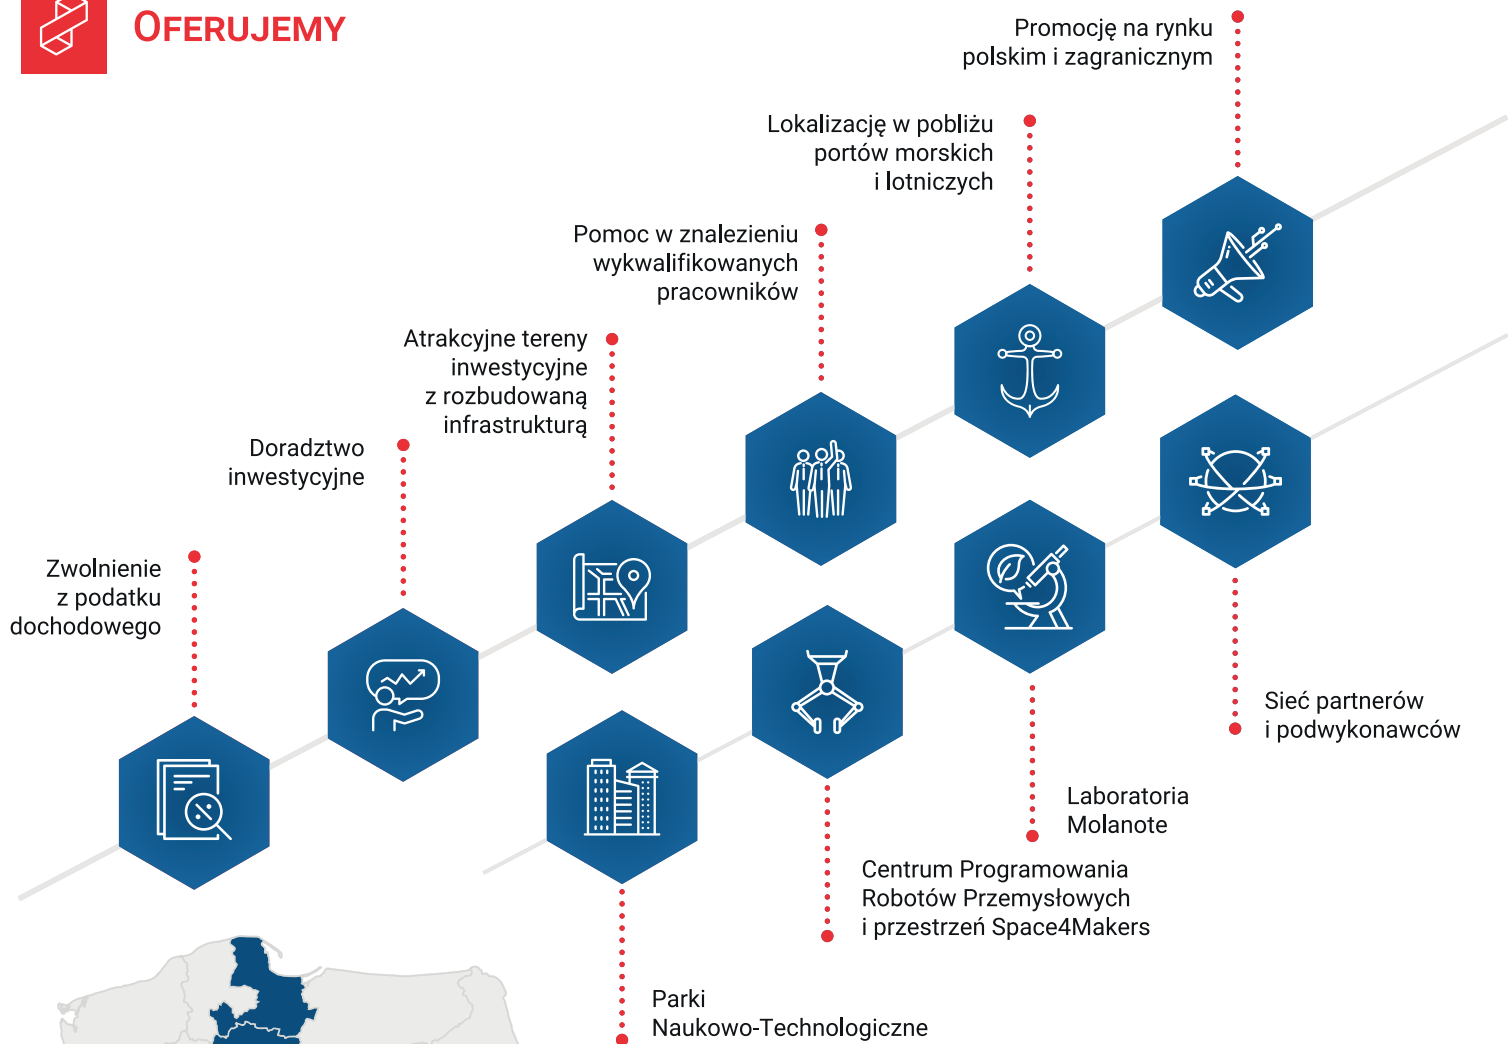 OFERUJEMY
Promocję na rynku
polskim i zagranicznym
Lokalizację w pobliżu
portów morskich
i lotniczych
Pomoc w znalezieniu
wykwalifikowanych
pracowników
Atrakcyjne tereny
inwestycyjne
z rozbudowaną
infrastrukturą
Doradztwo
inwestycyjne
Zwolnienie
z podatku
dochodowego
Sieć partnerów
i podwykonawców
Laboratoria
Molanote
Centrum Programowania
Robotów Przemysłowych
i przestrzeń Space4Makers
Parki
Naukowo-Technologiczne